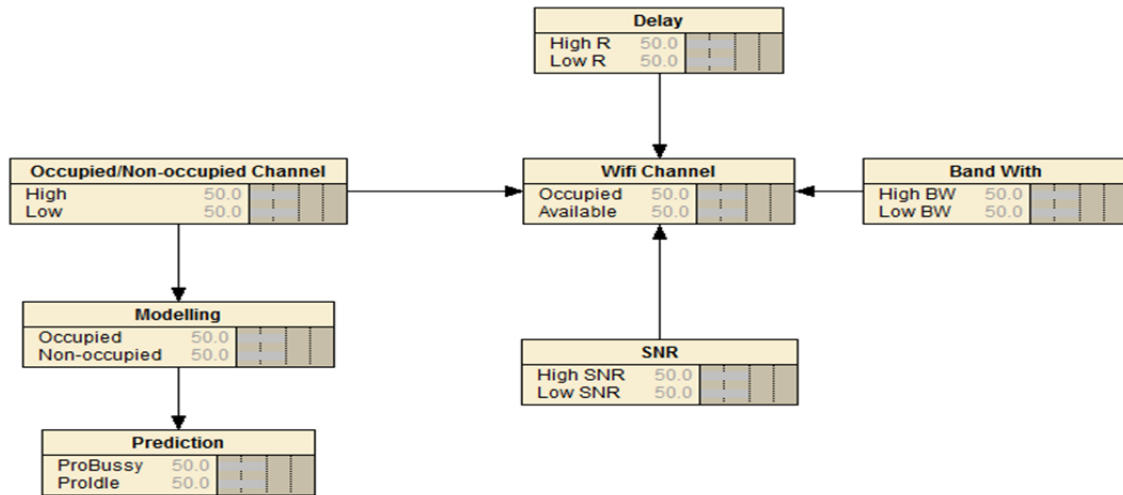 Delay
High R 50.0
Low R 50.0
Occupied/Non-occupied Channel
High 50.0
Low 50.0
Wifi Channel
Occupied 50.0
Available 50.0
Band With
High BW 50.0
Low BW 50.0
Modelling
Occupied 50.0
Non-occupied 50.0
SNR
High SNR 50.0
Low SNR 50.0
Prediction
ProBussy 50.0
ProIdle 50.0